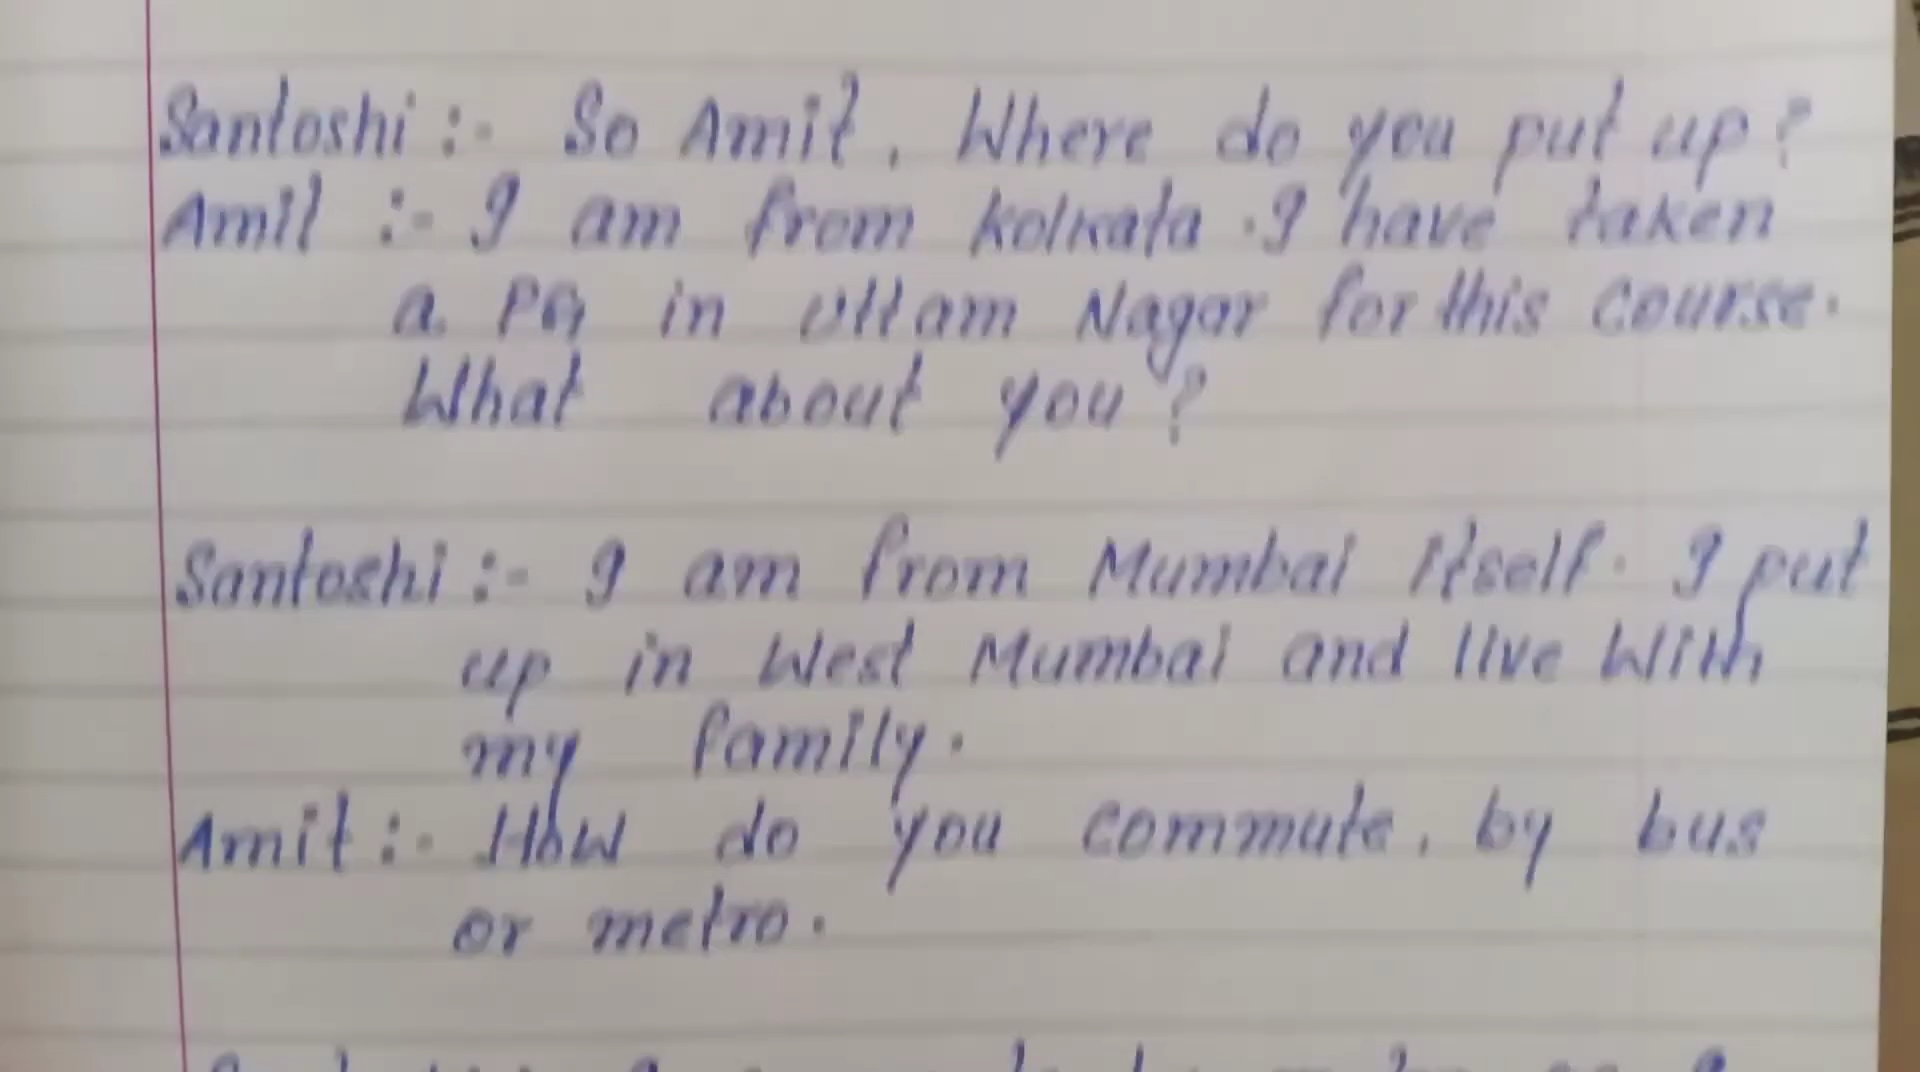 Santoshi :- So Amit, Where do you put up?
Amit :- I am from Kolkata. I have taken
a PG in Uttam Nagar for this course.
What about you?
Santoshi :- I am from Mumbai itself. I put
up in West Mumbai and live With
my family.
Amit :- How do you commute, by bus
or metro.